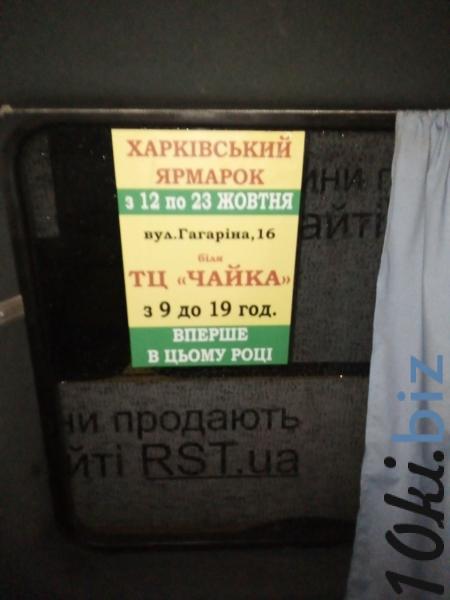 ХАРКІВСЬКИЙ
ЯРМАРОК
з 12 по 23 ЖОВТНЯ
вул.Гагаріна,16
біля
ТЦ «ЧАЙКА»
з 9 до 19 год.
ВПЕРШЕ
В ЦЬОМУ РОЦІ
продають
RST.ua
10ki.biz